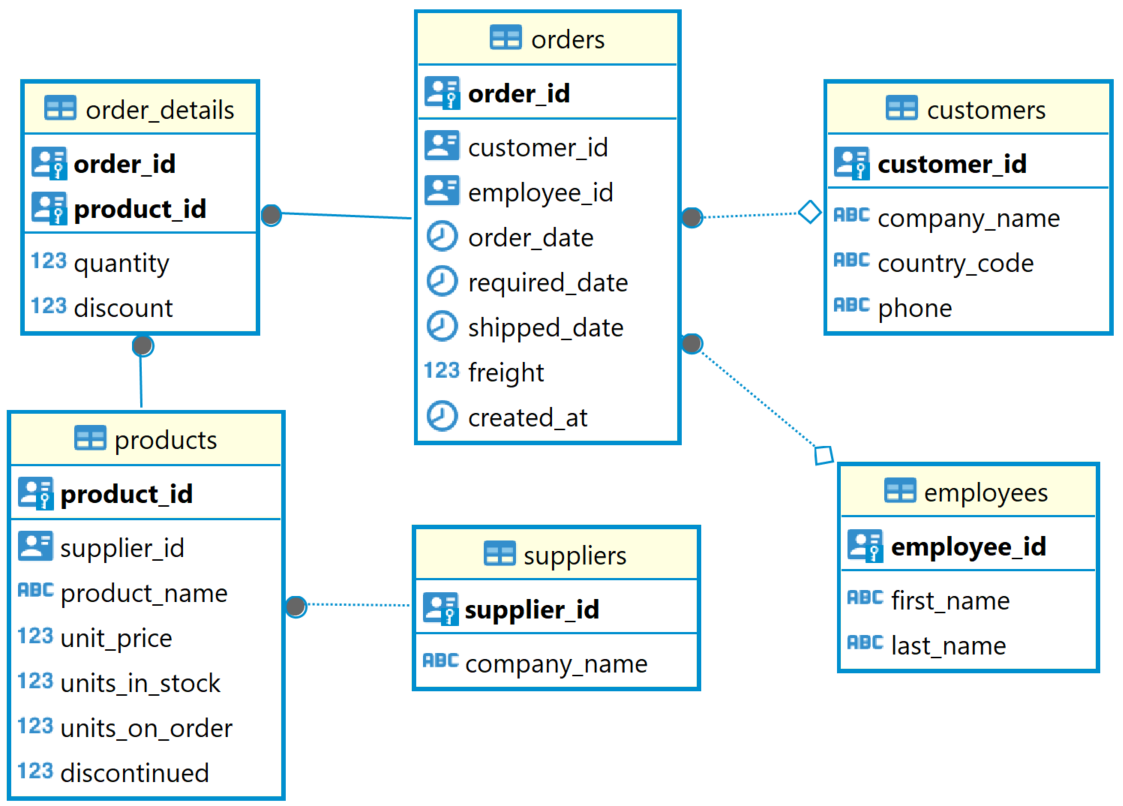 order_details
order_id
product_id
123 quantity
123 discount
orders
order_id
customer_id
employee_id
order_date
required_date
shipped_date
123 freight
created_at
customers
customer_id
ABC company_name
ABC country_code
ABC phone
products
product_id
supplier_id
ABC product_name
123 unit_price
123 units_in_stock
123 units_on_order
123 discontinued
suppliers
supplier_id
ABC company_name
employees
employee_id
ABC first_name
ABC last_name